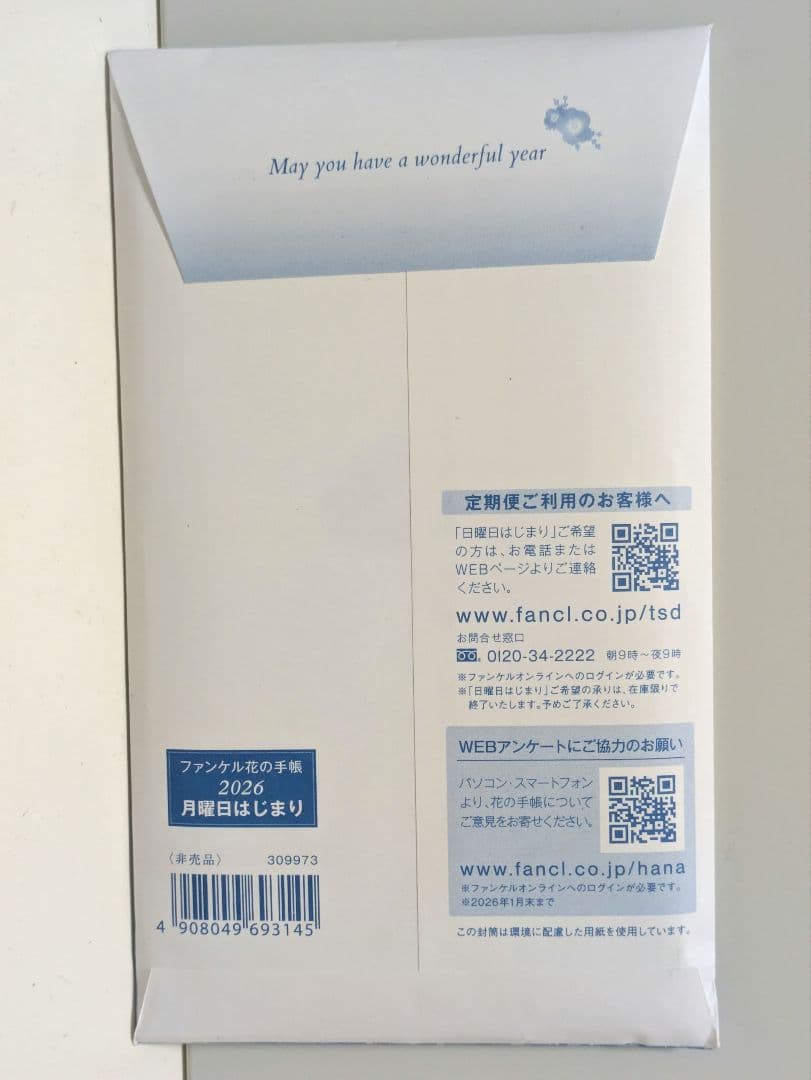 May you have a wonderful year
定期便ご利用のお客様へ
「日曜日はじまり」ご希望
の方は、お電話または
WEBページよりご連絡
ください。
www.fancl.co.jp/tsd
お問合せ窓口
0120-34-2222 朝9時～夜9時
※ファンケルオンラインへのログインが必要です。
※「日曜日はじまり」ご希望の承りは、在庫限りで
終了いたします。予めご了承ください。
WEBアンケートにご協力のお願い
パソコン・スマートフォン
より、花の手帳について
ご意見をお寄せください。
www.fancl.co.jp/hana
※ファンケルオンラインへのログインが必要です。
※2026年1月末まで
この封筒は環境に配慮した用紙を使用しています。
ファンケル花の手帳
2026
月曜日はじまり
〈非売品〉 309973
4 908049 693145